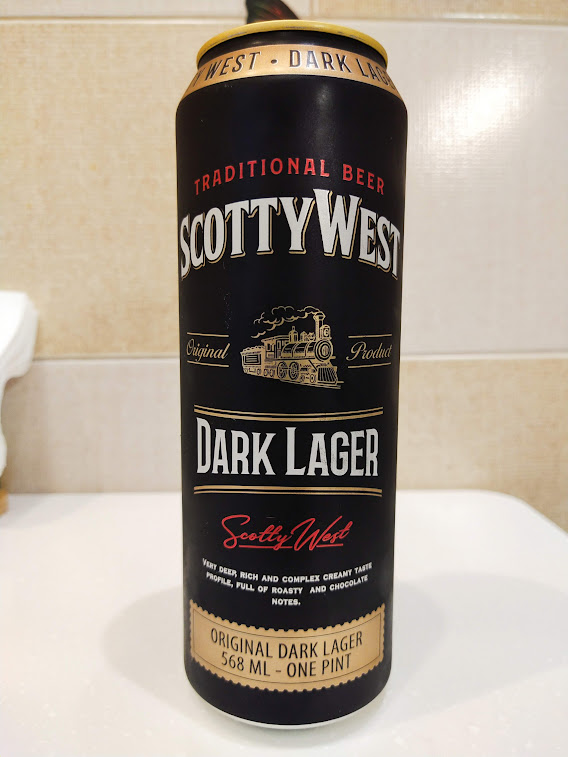 WEST • DARK LAG
TRADITIONAL BEER
SCOTTYWEST
Original Product
DARK LAGER
Scotty West
VERY DEEP, RICH AND COMPLEX CREAMY TASTE
PROFILE, FULL OF ROASTY AND CHOCOLATE
NOTES.
ORIGINAL DARK LAGER
568 ML - ONE PINT